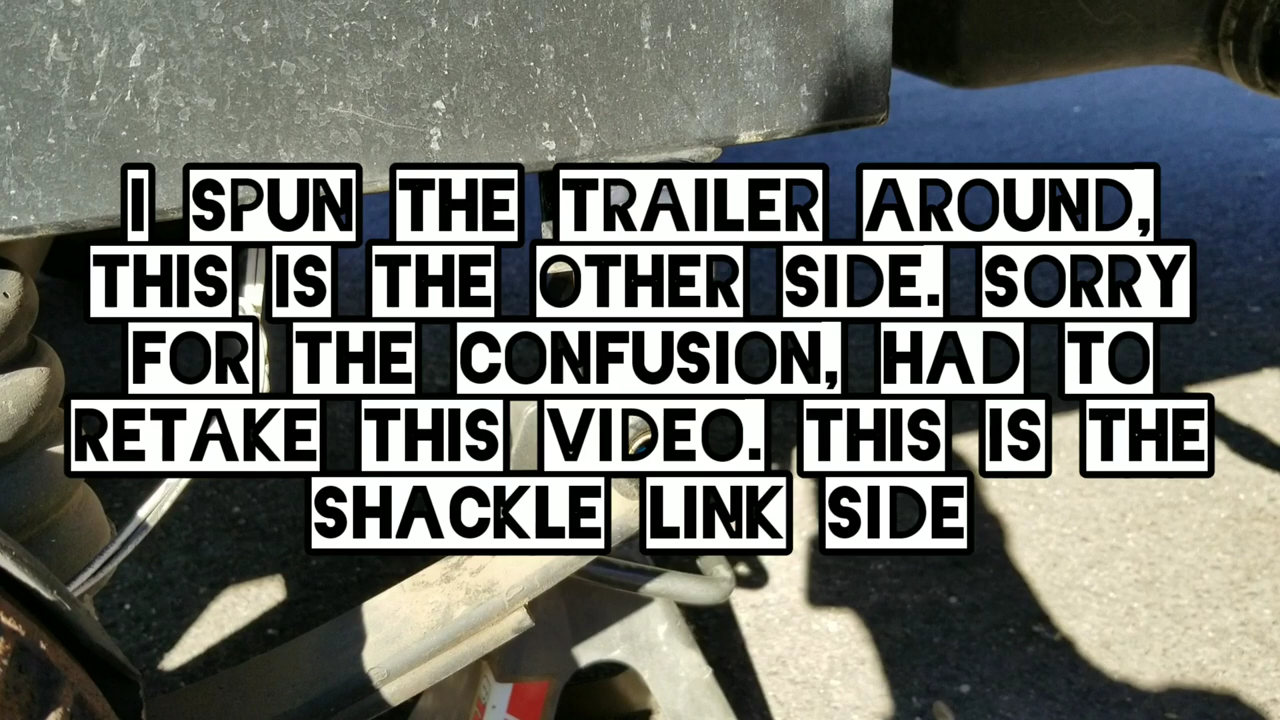 I SPUN THE TRAILER AROUND,
THIS IS THE OTHER SIDE. SORRY
FOR THE CONFUSION, HAD TO
RETAKE THIS VIDEO. THIS IS THE
SHACKLE LINK SIDE